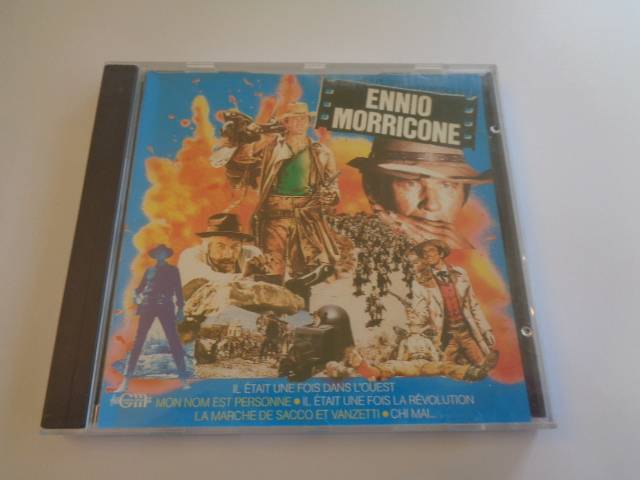 ENNIO
MORRICONE
IL ÉTAIT UNE FOIS DANS L'OUEST
MON NOM EST PERSONNE • IL ÉTAIT UNE FOIS LA RÉVOLUTION
LA MARCHE DE SACCO ET VANZETTI • CHI MAI...